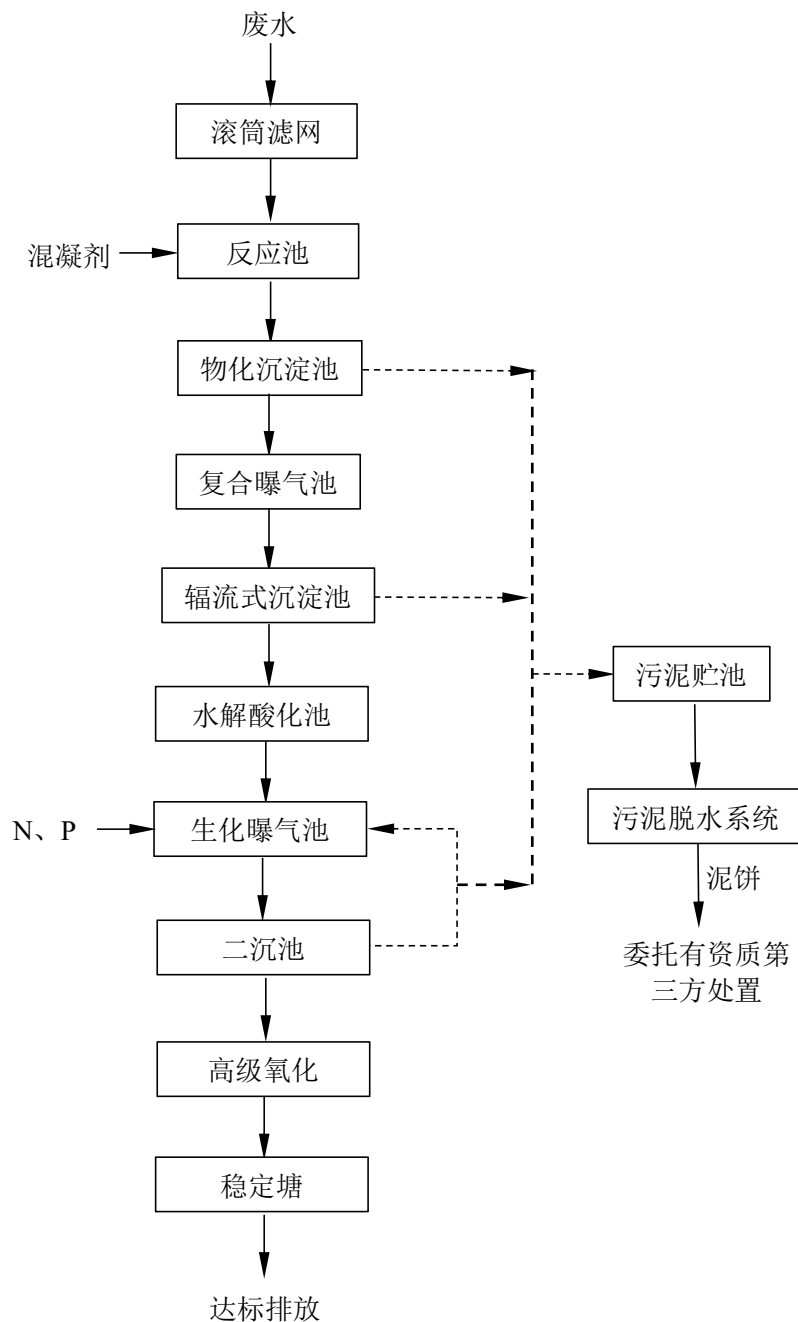 废水
滚筒滤网
混凝剂
反应池
物化沉淀池
复合曝气池
辐流式沉淀池
污泥贮池
水解酸化池
N、P
生化曝气池
污泥脱水系统
泥饼
二沉池
委托有资质第
三方处置
高级氧化
稳定塘
达标排放